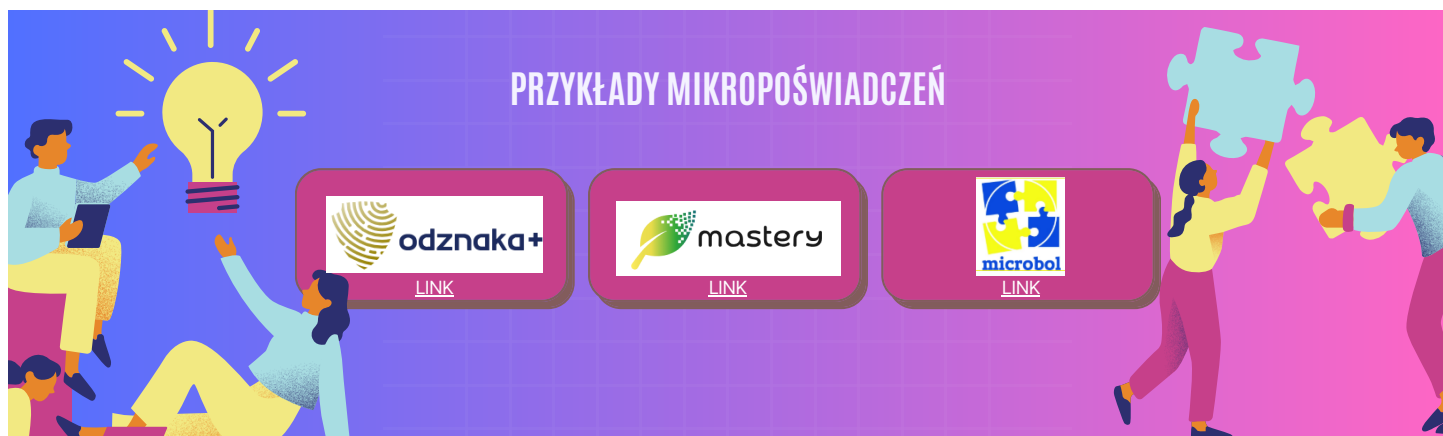 PRZYKŁADY MIKROPOŚWIADCZEŃ
odznaka+
LINK
mastery
LINK
microbol
LINK